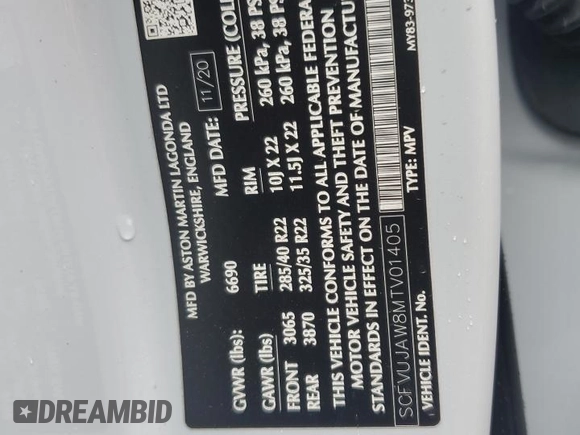 MFD BY ASTON MARTIN LAGONDA LTD
WARWICKSHIRE, ENGLAND
MFD DATE: 11/20
GVWR (lbs): 6690
GAWR (lbs) TIRE RIM PRESSURE (COL
FRONT 3065 285/40 R22 10J X 22 260 kPa, 38 PS
REAR 3870 325/35 R22 11.5J X 22 260 kPa, 38 P
THIS VEHICLE CONFORMS TO ALL APPLICABLE FEDERA
MOTOR VEHICLE SAFETY AND THEFT PREVENTION
STANDARDS IN EFFECT ON THE DATE OF MANUFACTUR
SCFVUJAW8MTV01405
VEHICLE IDENT. No. TYPE: MPV
MY83-973
DREAMBID